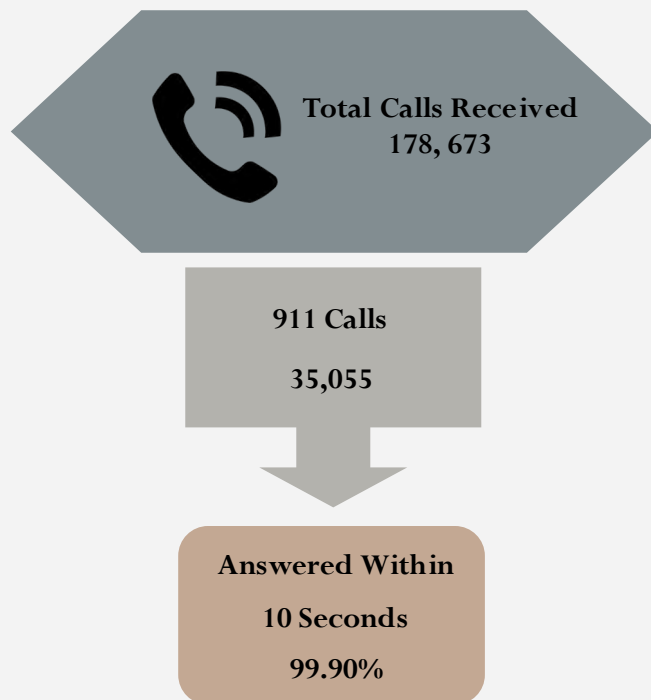 Total Calls Received
178, 673
911 Calls
35,055
Answered Within
10 Seconds
99.90%